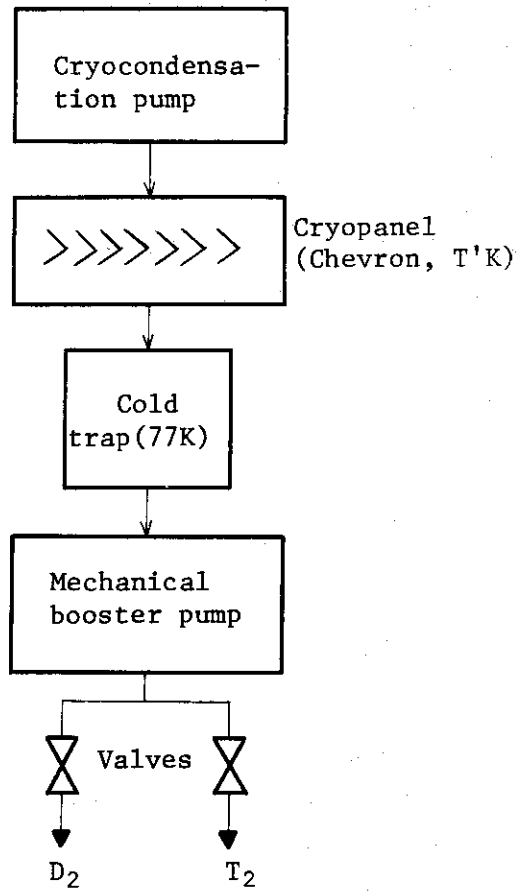 Cryocondensa-
tion pump
Cryopanel
(Chevron, T'K)
Cold
trap(77K)
Mechanical
booster pump
Valves
D₂
T₂